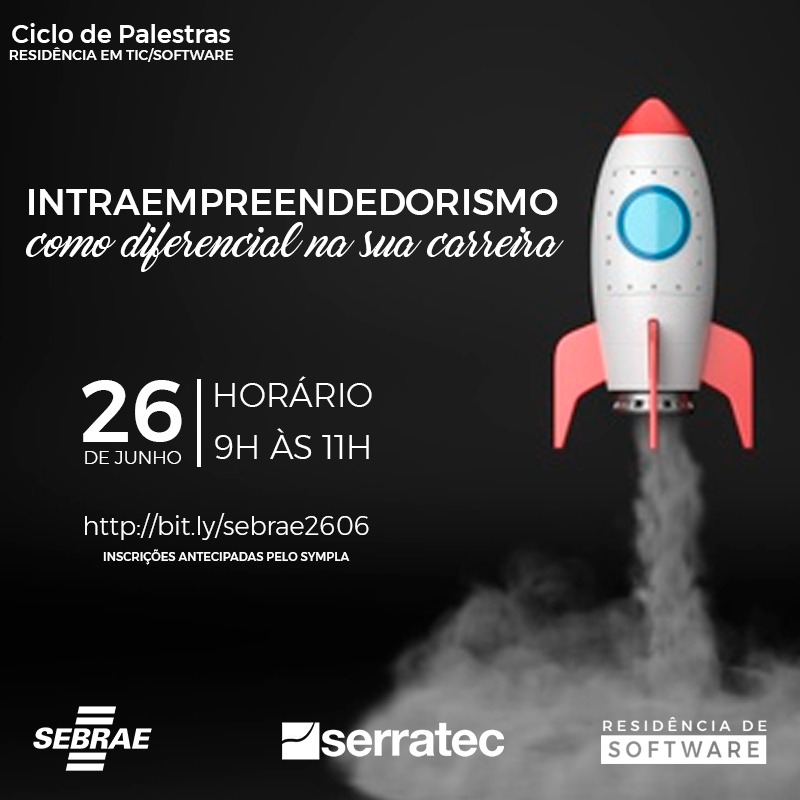 Ciclo de Palestras
RESIDÊNCIA EM TIC/SOFTWARE
INTRAEMPREENDEDORISMO
como diferencial na sua carreira
26
DE JUNHO
HORÁRIO
9H ÀS 11H
http://bit.ly/sebrae2606
INSCRIÇÕES ANTECIPADAS PELO SYMPLA
SEBRAE
serratec
RESIDÊNCIA DE
SOFTWARE